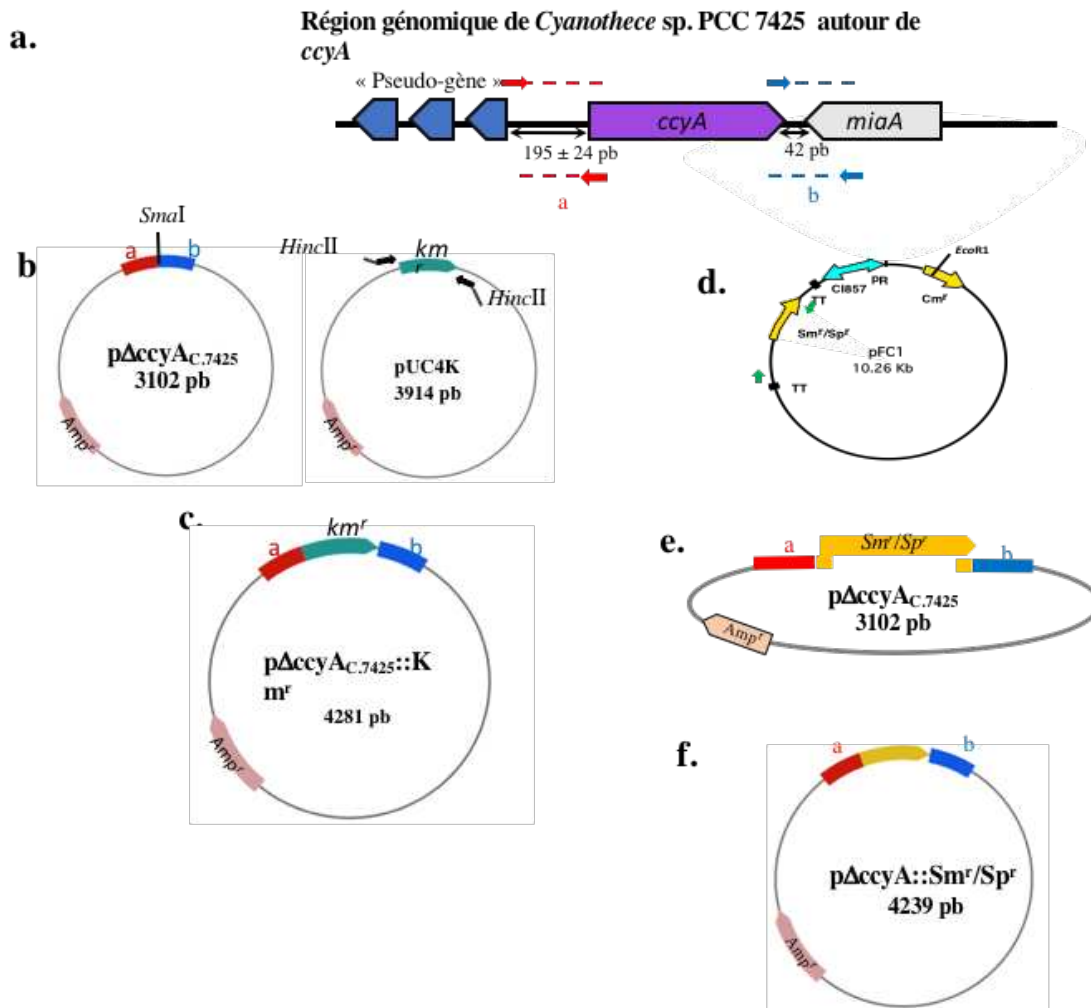 a.
Région génomique de Cyanothece sp. PCC 7425 autour de
ccyA
« Pseudo-gène »
ccyA
miaA
195 ± 24 pb
42 pb
a
b
b
SmaI
a
b
pΔccyAC.7425
3102 pb
Ampʳ
HincII
km
r
HincII
pUC4K
3914 pb
Ampʳ
d.
EcoR1
CI857
PR
TT
Cmʳ
Smʳ/Spʳ
pFC1
10.26 Kb
TT
c.
kmʳ
a
b
pΔccyAC.7425::K
mʳ
4281 pb
Ampʳ
e.
a
Smʳ/Spʳ
b
pΔccyAC.7425
3102 pb
Ampʳ
f.
a
b
pΔccyA::Smʳ/Spʳ
4239 pb
Ampʳ